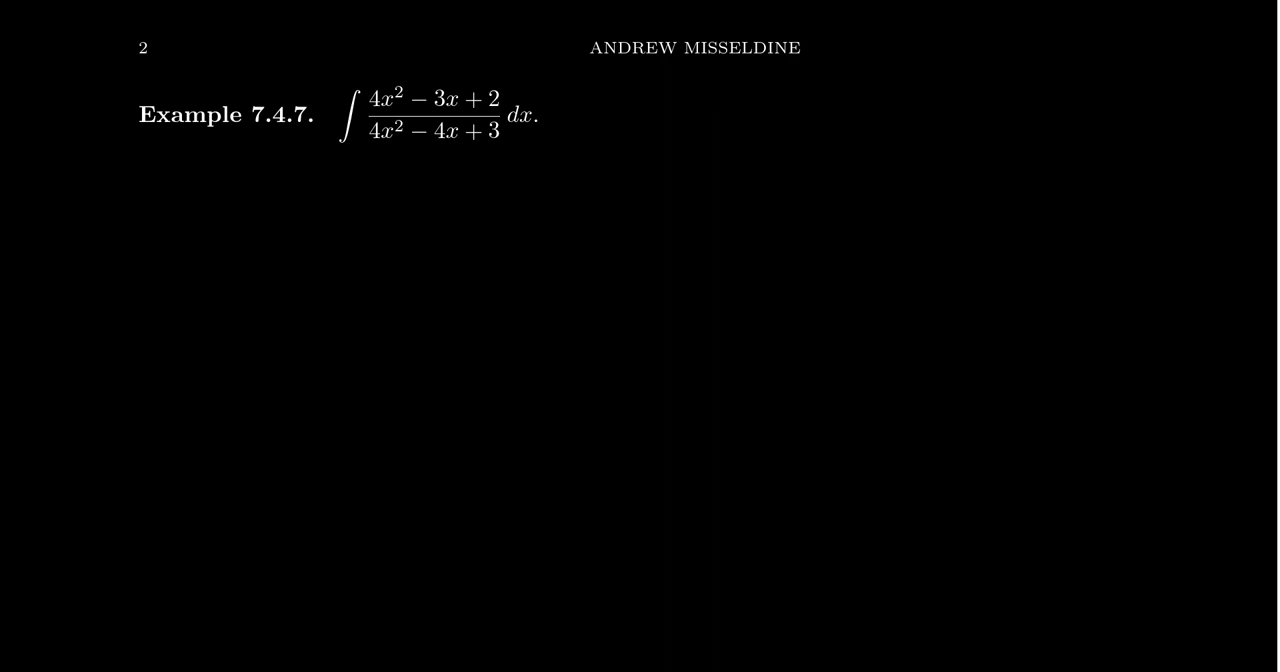 2 ANDREW MISSELDINE
Example 7.4.7. ∫ (4x² − 3x + 2)/(4x² − 4x + 3) dx.